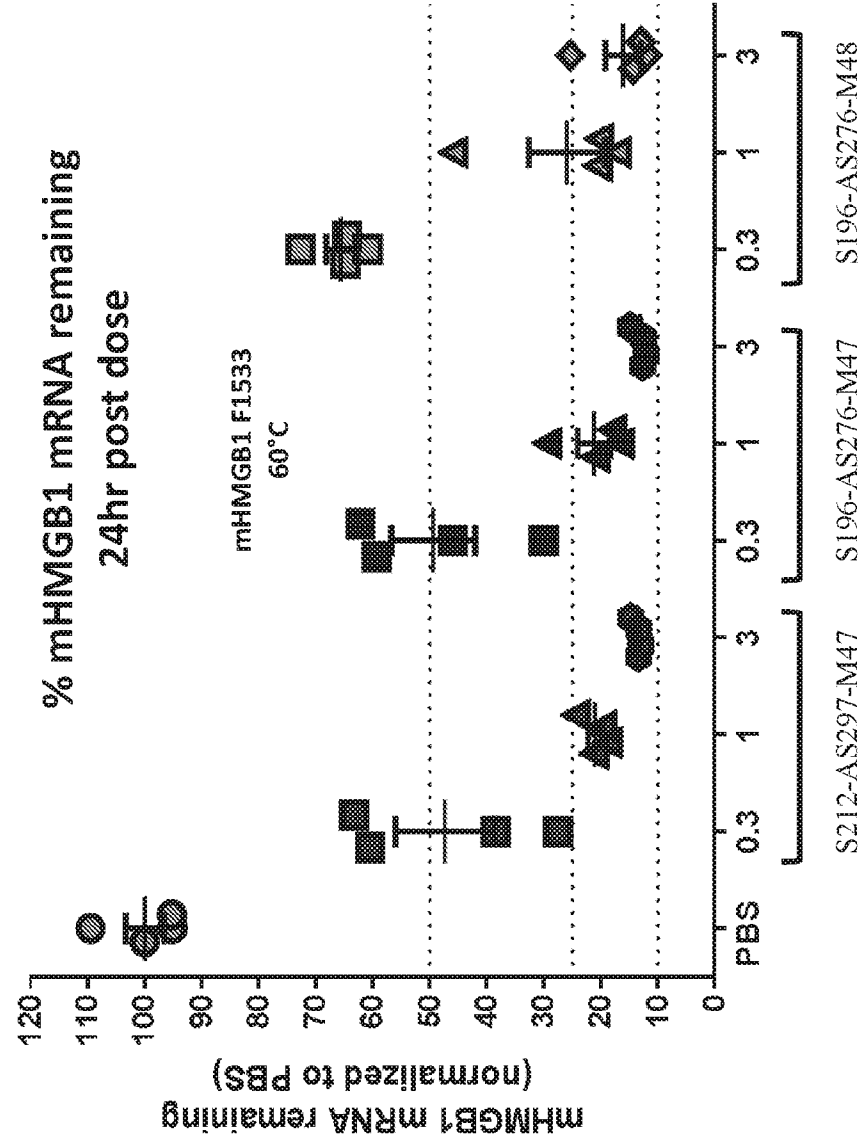 % mHMGB1 mRNA remaining
24hr post dose
mHMGB1 F1533
60°C
mHMGB1 mRNA remaining
(normalized to PBS)
120
100
90
80
70
60
50
40
30
20
10
0
PBS 0.3 1 3 0.3 1 3 0.3 1 3
S212-AS297-M47 S196-AS276-M47 S196-AS276-M48